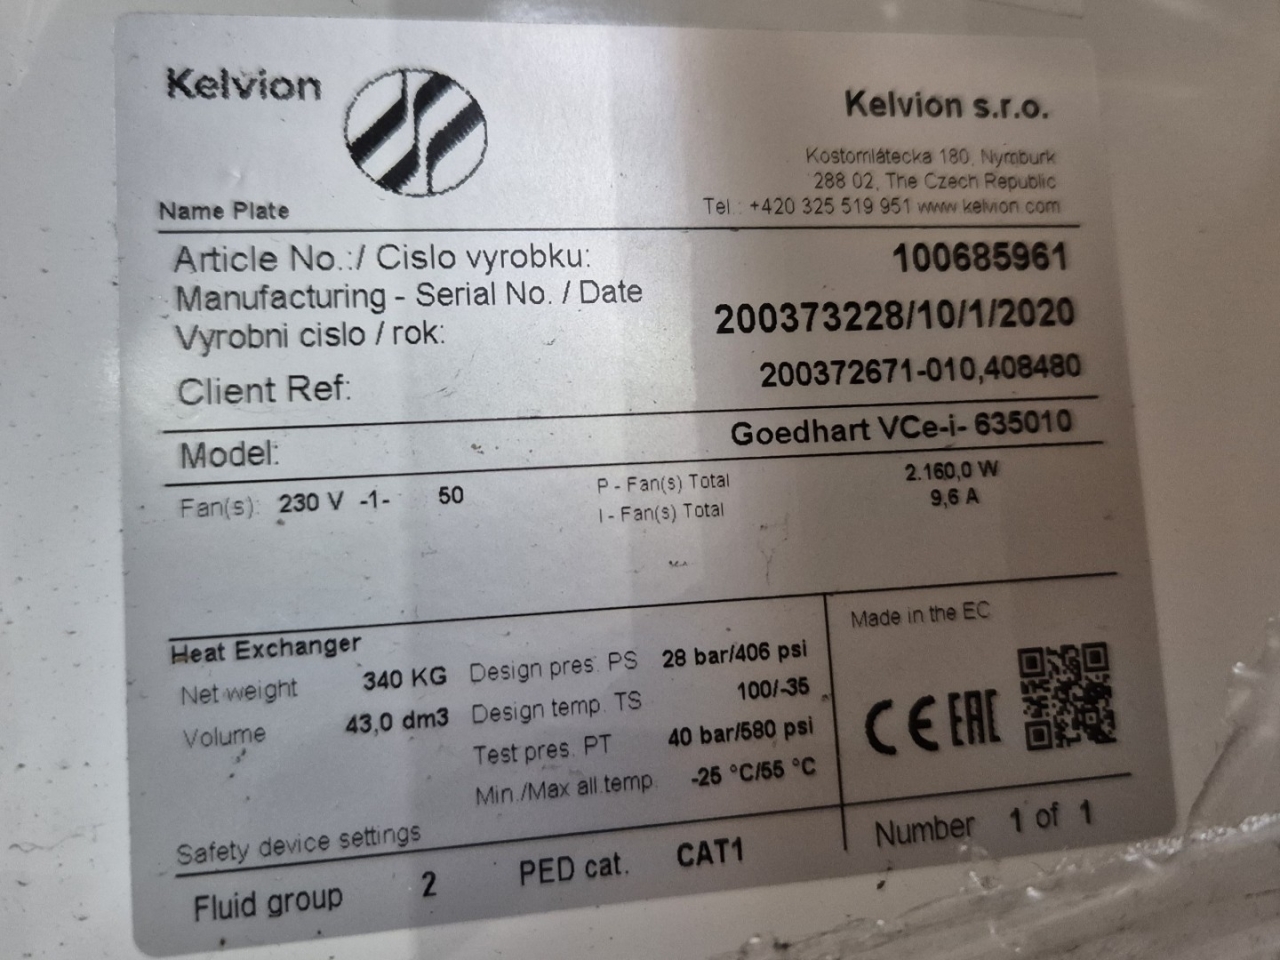 Kelvion
Kelvion s.r.o.
Kostomlátecka 180, Nymburk
288 02, The Czech Republic
Tel.: +420 325 519 951 www.kelvion.com
Name Plate
Article No.:/ Cislo vyrobku: 100685961
Manufacturing - Serial No. / Date
Vyrobni cislo / rok: 200373228/10/1/2020
Client Ref: 200372671-010,408480
Model: Goedhart VCe-i- 635010
Fan(s): 230 V -1- 50 P - Fan(s) Total 2.160,0 W
I - Fan(s) Total 9,6 A
Heat Exchanger
Net weight 340 KG Design pres. PS 28 bar/406 psi
Volume 43,0 dm3 Design temp. TS 100/-35
Test pres. PT 40 bar/580 psi
Min./Max all.temp. -25 °C/55 °C
Made in the EC
CE EAC
Safety device settings
Fluid group 2 PED cat. CAT1
Number 1 of 1